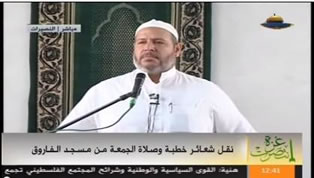 مباشر | النصيرات
غزة
نقل شعائر خطبة وصلاة الجمعة من مسجد الفاروق
هنية: القوى السياسية والوطنية وشرائح المجتمع الفلسطيني تجمع
12:41